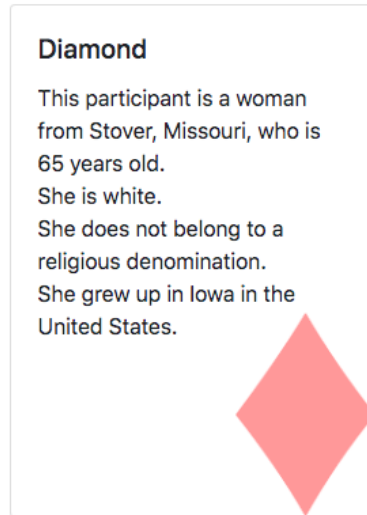 Diamond
This participant is a woman
from Stover, Missouri, who is
65 years old.
She is white.
She does not belong to a
religious denomination.
She grew up in Iowa in the
United States.